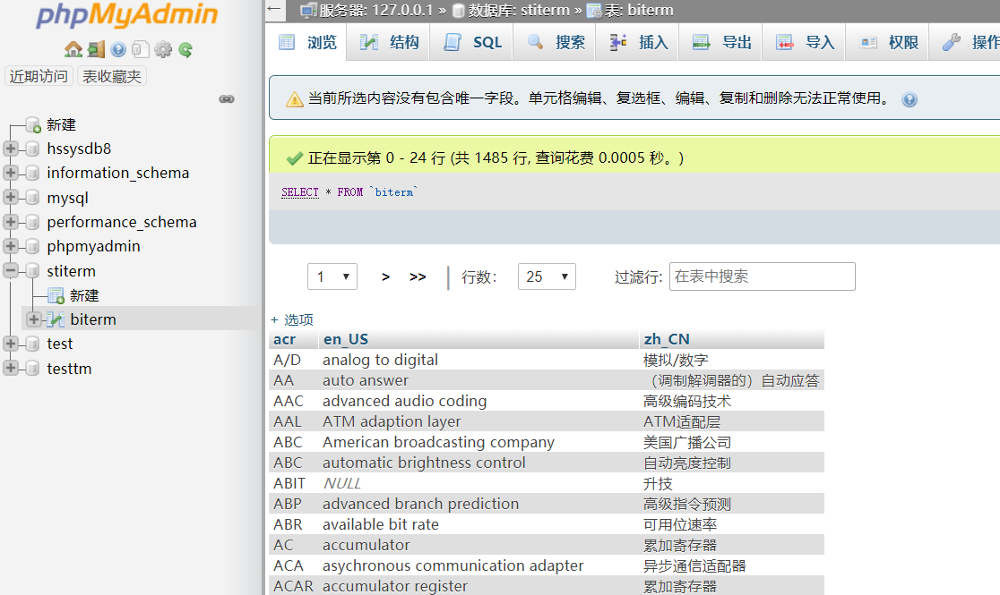 phpMyAdmin
近期访问 表收藏夹
新建
hssysdb8
information_schema
mysql
performance_schema
phpmyadmin
stiterm
新建
biterm
test
testtm
服务器: 127.0.0.1 » 数据库: stiterm » 表: biterm
浏览 结构 SQL 搜索 插入 导出 导入 权限 操作
当前所选内容没有包含唯一字段。单元格编辑、复选框、编辑、复制和删除无法正常使用。
正在显示第 0 - 24 行 (共 1485 行, 查询花费 0.0005 秒。)
SELECT * FROM `biterm`
1 > >> 行数: 25 过滤行: 在表中搜索
+ 选项
acr en_US zh_CN
A/D analog to digital 模拟/数字
AA auto answer （调制解调器的）自动应答
AAC advanced audio coding 高级编码技术
AAL ATM adaption layer ATM适配层
ABC American broadcasting company 美国广播公司
ABC automatic brightness control 自动亮度控制
ABIT NULL 升技
ABP advanced branch prediction 高级指令预测
ABR available bit rate 可用位速率
AC accumulator 累加寄存器
ACA asychronous communication adapter 异步通信适配器
ACAR accumulator register 累加寄存器